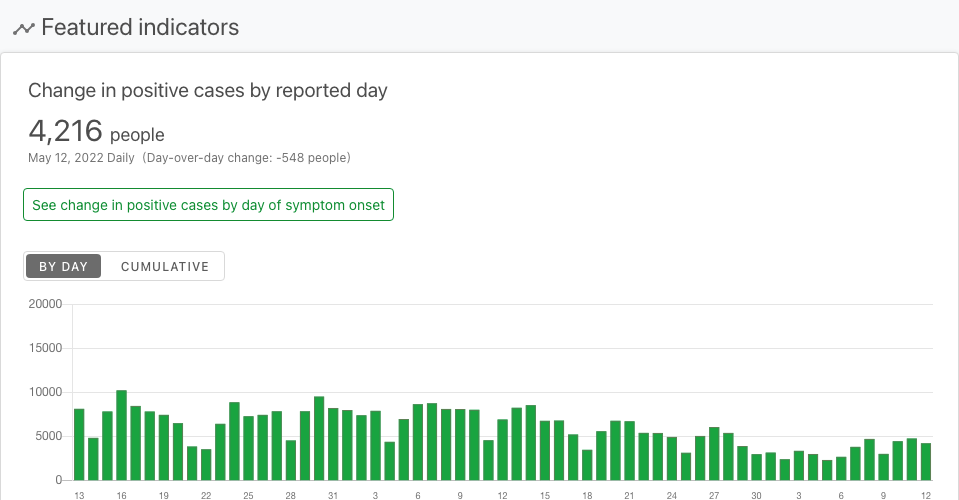 Featured indicators
Change in positive cases by reported day
4,216 people
May 12, 2022 Daily (Day-over-day change: -548 people)
See change in positive cases by day of symptom onset
BY DAY CUMULATIVE
20000
15000
10000
5000
0
13 16 19 22 25 28 31 3 6 9 12 15 18 21 24 27 30 3 6 9 12